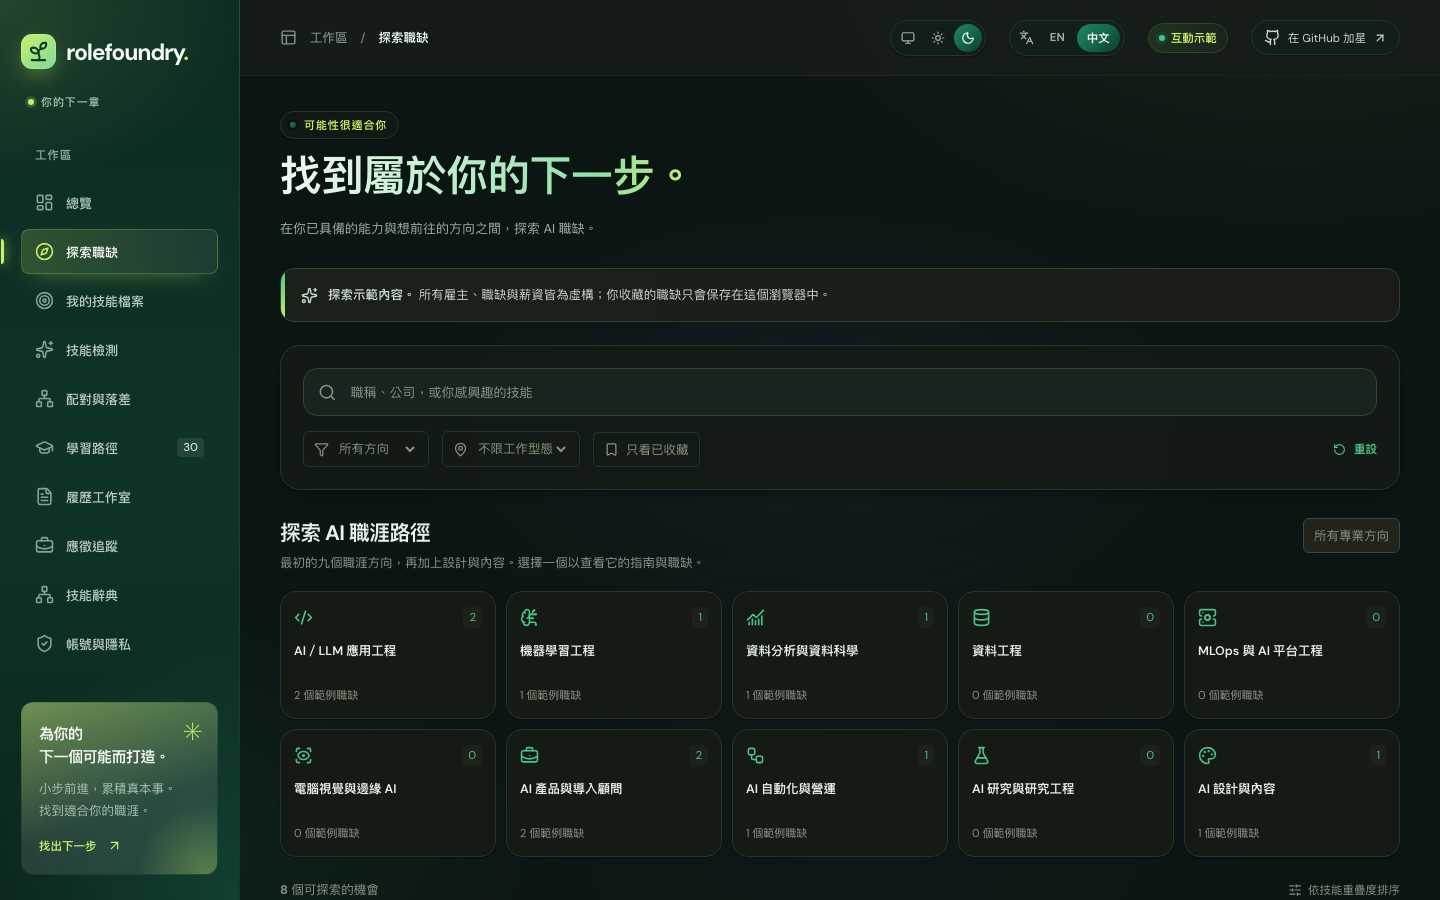 rolefoundry.
你的下一章
工作區
總覽
探索職缺
我的技能檔案
技能檢測
配對與落差
學習路徑 30
履歷工作室
應徵追蹤
技能辭典
帳號與隱私
為你的
下一個可能而打造。
小步前進，累積真本事。
找到適合你的職涯。
找出下一步
工作區 / 探索職缺
EN 中文
互動示範
在 GitHub 加星
可能性很適合你
找到屬於你的下一步。
在你已具備的能力與想前往的方向之間，探索 AI 職缺。
探索示範內容。 所有雇主、職缺與薪資皆為虛構；你收藏的職缺只會保存在這個瀏覽器中。
職稱、公司，或你感興趣的技能
所有方向
不限工作型態
只看已收藏
重設
探索 AI 職涯路徑
所有專業方向
最初的九個職涯方向，再加上設計與內容。選擇一個以查看它的指南與職缺。
2
AI / LLM 應用工程
2 個範例職缺
1
機器學習工程
1 個範例職缺
1
資料分析與資料科學
1 個範例職缺
0
資料工程
0 個範例職缺
0
MLOps 與 AI 平台工程
0 個範例職缺
0
電腦視覺與邊緣 AI
0 個範例職缺
2
AI 產品與導入顧問
2 個範例職缺
1
AI 自動化與營運
1 個範例職缺
0
AI 研究與研究工程
0 個範例職缺
1
AI 設計與內容
1 個範例職缺
8 個可探索的機會
依技能重疊度排序